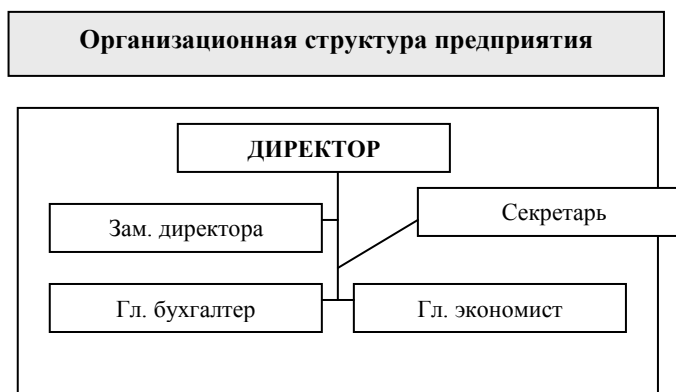 Организационная структура предприятия
ДИРЕКТОР
Зам. директора
Секретарь
Гл. бухгалтер
Гл. экономист